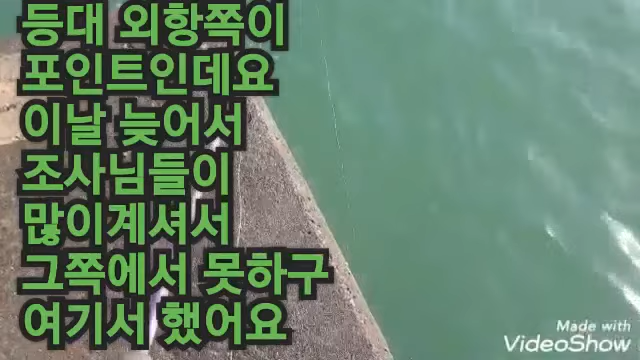 등대 외항쪽이
포인트인데요
이날 늦어서
조사님들이
많이계셔서
그쪽에서 못하구
여기서 했어요
Made with
VideoShow